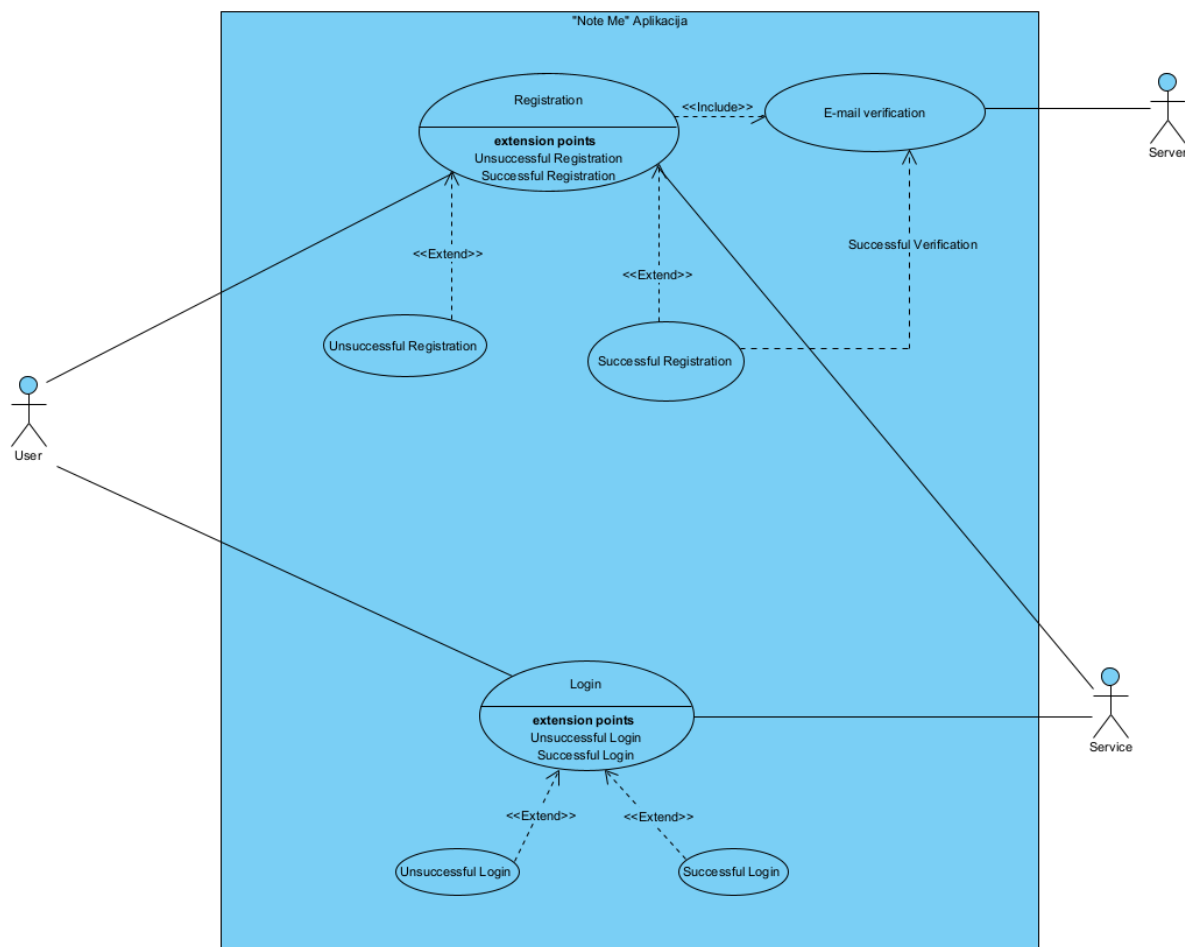 "Note Me" Aplikacija
Registration
extension points
Unsuccessful Registration
Successful Registration
<<Include>>
E-mail verification
Server
<<Extend>>
<<Extend>>
Successful Verification
Unsuccessful Registration
Successful Registration
User
Login
extension points
Unsuccessful Login
Successful Login
Service
<<Extend>>
<<Extend>>
Unsuccessful Login
Successful Login